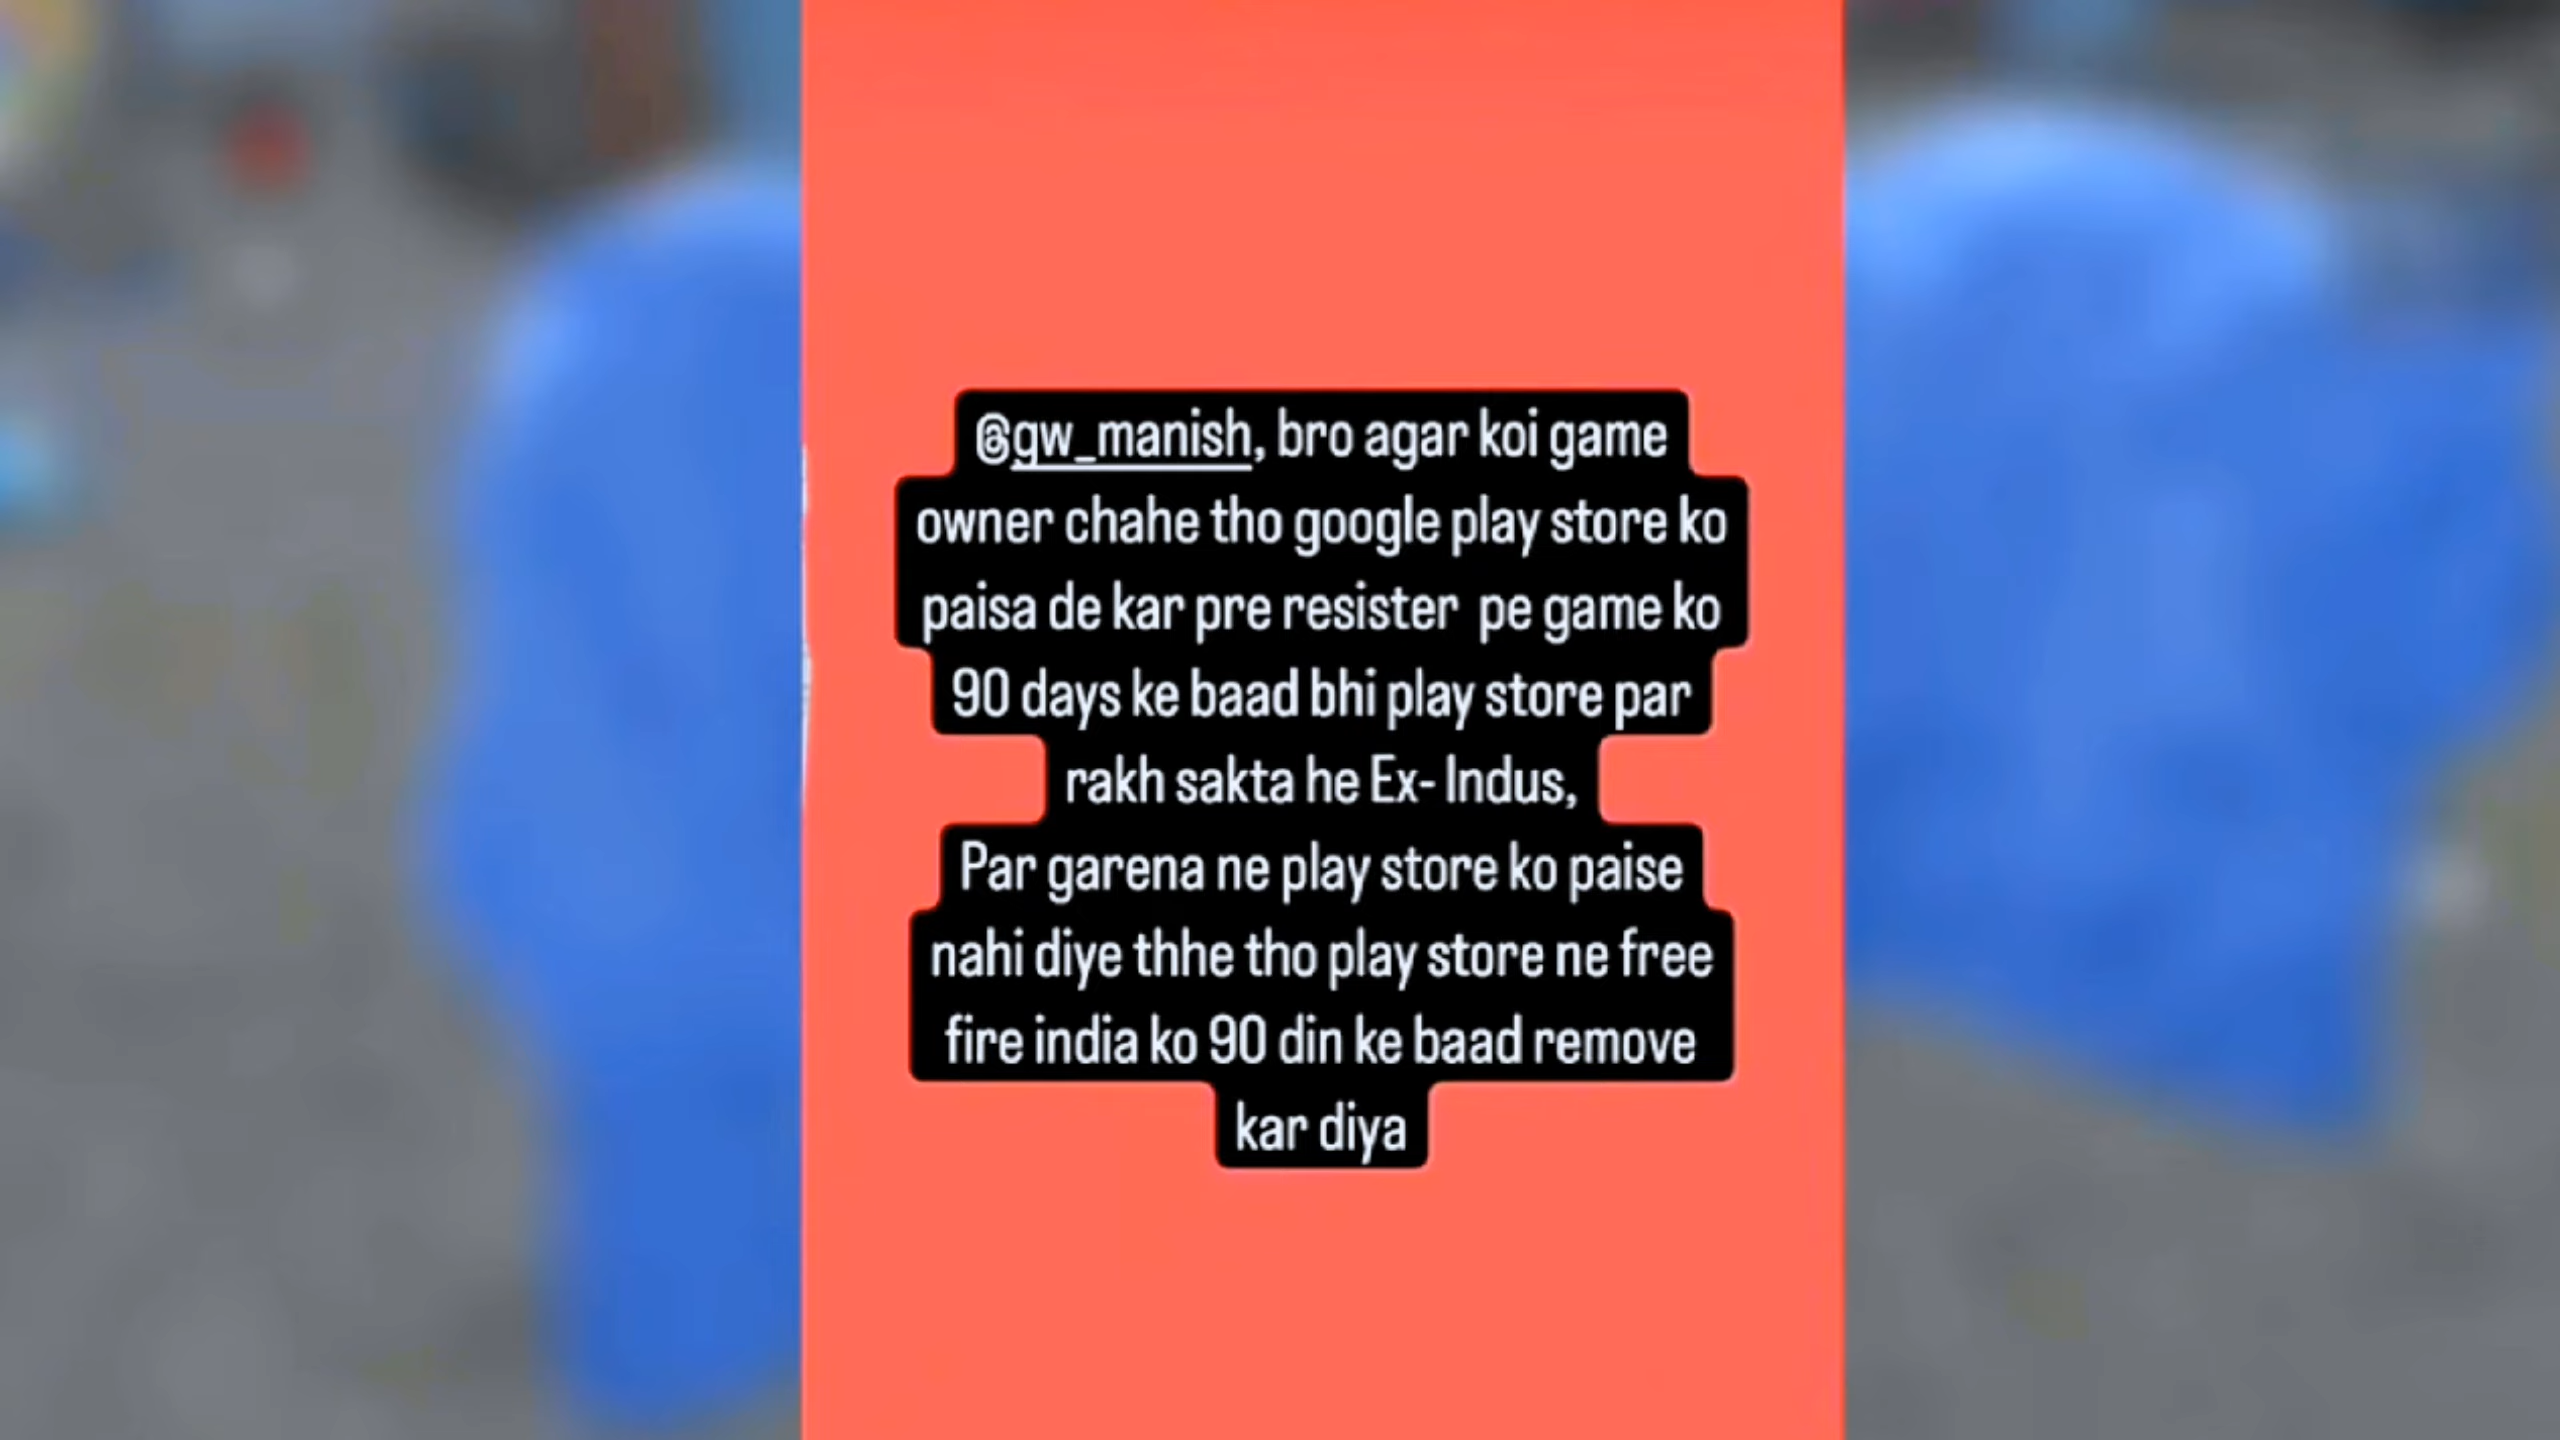 @gw_manish, bro agar koi game
owner chahe tho google play store ko
paisa de kar pre resister pe game ko
90 days ke baad bhi play store par
rakh sakta he Ex- Indus,
Par garena ne play store ko paise
nahi diye thhe tho play store ne free
fire india ko 90 din ke baad remove
kar diya